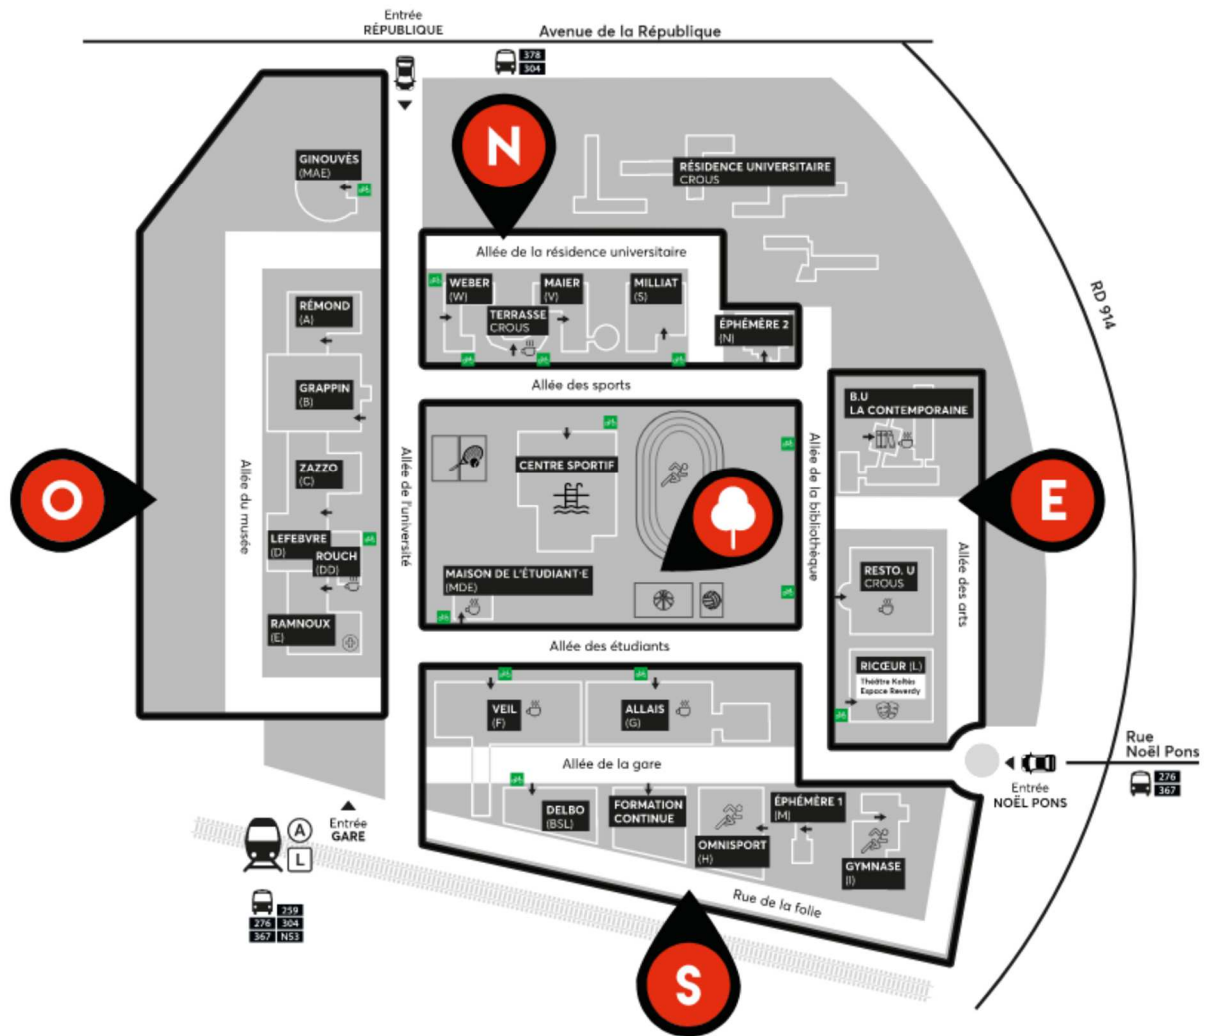 Entrée
RÉPUBLIQUE
Avenue de la République
378
304
N
GINOUVÈS
(MAE)
RÉSIDENCE UNIVERSITAIRE
CROUS
Allée de la résidence universitaire
WEBER
(W)
MAIER
(V)
MILLIAT
(S)
TERRASSE
CROUS
ÉPHÉMÈRE 2
(N)
RD 914
RÉMOND
(A)
GRAPPIN
(B)
ZAZZO
(C)
LEFEBVRE
(D)
ROUCH
(DD)
RAMNOUX
(E)
O
Allée du musée
Allée de l'université
Allée des sports
CENTRE SPORTIF
MAISON DE L'ÉTUDIANT·E
(MDE)
Allée de la bibliothèque
B.U
LA CONTEMPORAINE
E
RESTO. U
CROUS
Allée des arts
RICŒUR (L)
Théâtre Koltès
Espace Reverdy
Allée des étudiants
VEIL
(F)
ALLAIS
(G)
Allée de la gare
DELBO
(BSL)
FORMATION
CONTINUE
OMNISPORT
(H)
ÉPHÉMÈRE 1
(M)
GYMNASE
(I)
Rue de la folie
S
Rue
Noël Pons
276
367
Entrée
NOËL PONS
Entrée
GARE
A
L
259
276 304
367 N53